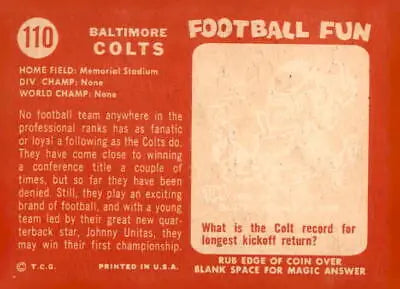 110
BALTIMORE
COLTS
HOME FIELD: Memorial Stadium
DIV. CHAMP: None
WORLD CHAMP: None
No football team anywhere in the
professional ranks has as fanatic
or loyal a following as the Colts do.
They have come close to winning
a conference title a couple of
times, but so far they have been
denied. Still, they play an exciting
brand of football, and with a young
team led by their great new quar-
terback star, Johnny Unitas, they
may win their first championship.
© T.C.G. PRINTED IN U.S.A.
FOOTBALL FUN
What is the Colt record for
longest kickoff return?
RUB EDGE OF COIN OVER
BLANK SPACE FOR MAGIC ANSWER